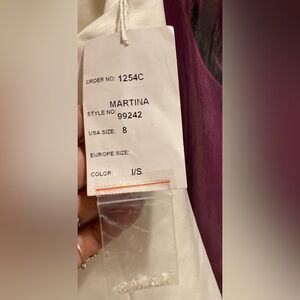 ORDER NO: 1254C
MARTINA
STYLE NO: 99242
USA SIZE: 8
EUROPE SIZE:
COLOR: I/S